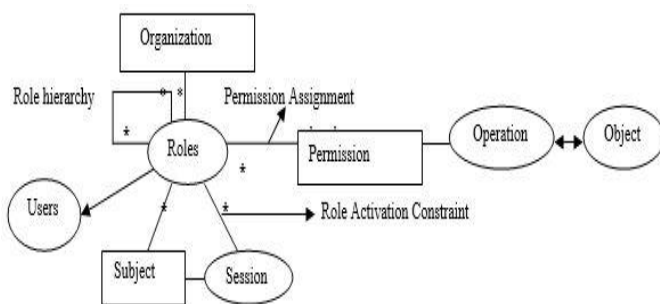 Organization
Role hierarchy
* *
Permission Assignment
*
Roles
*
Permission
Operation
Object
Users
*
*
Role Activation Constraint
Subject
Session